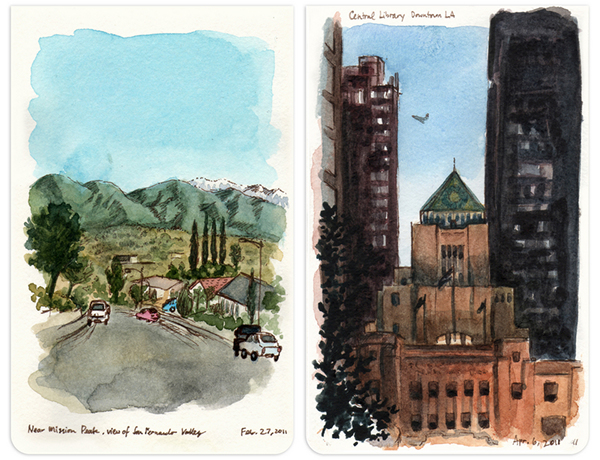 Near Mission Peak, view of San Fernando Valley
Feb. 27, 2011
Central Library Downtown LA
Apr. 6, 2011